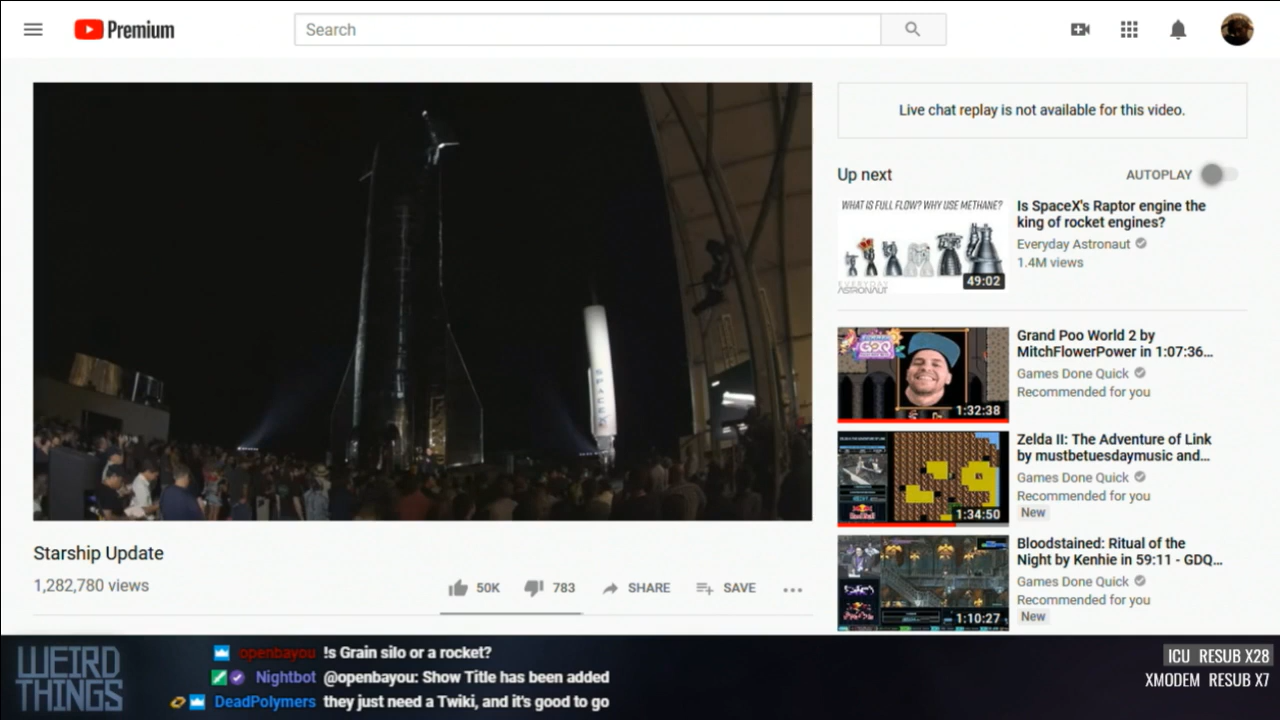 Premium
Search
SPACEX
Starship Update
1,282,780 views
50K
783
SHARE
SAVE
Live chat replay is not available for this video.
Up next
AUTOPLAY
WHAT IS FULL FLOW? WHY USE METHANE?
EVERYDAY
ASTRONAUT
49:02
Is SpaceX's Raptor engine the
king of rocket engines?
Everyday Astronaut
1.4M views
GDQ
1:32:38
Grand Poo World 2 by
MitchFlowerPower in 1:07:36...
Games Done Quick
Recommended for you
1:34:50
Zelda II: The Adventure of Link
by mustbetuesdaymusic and...
Games Done Quick
Recommended for you
New
1:10:27
Bloodstained: Ritual of the
Night by Kenhie in 59:11 - GDQ...
Games Done Quick
Recommended for you
New
WEIRD
THINGS
openbayou !s Grain silo or a rocket?
Nightbot @openbayou: Show Title has been added
DeadPolymers they just need a Twiki, and it's good to go
ICU RESUB X28
XMODEM RESUB X7